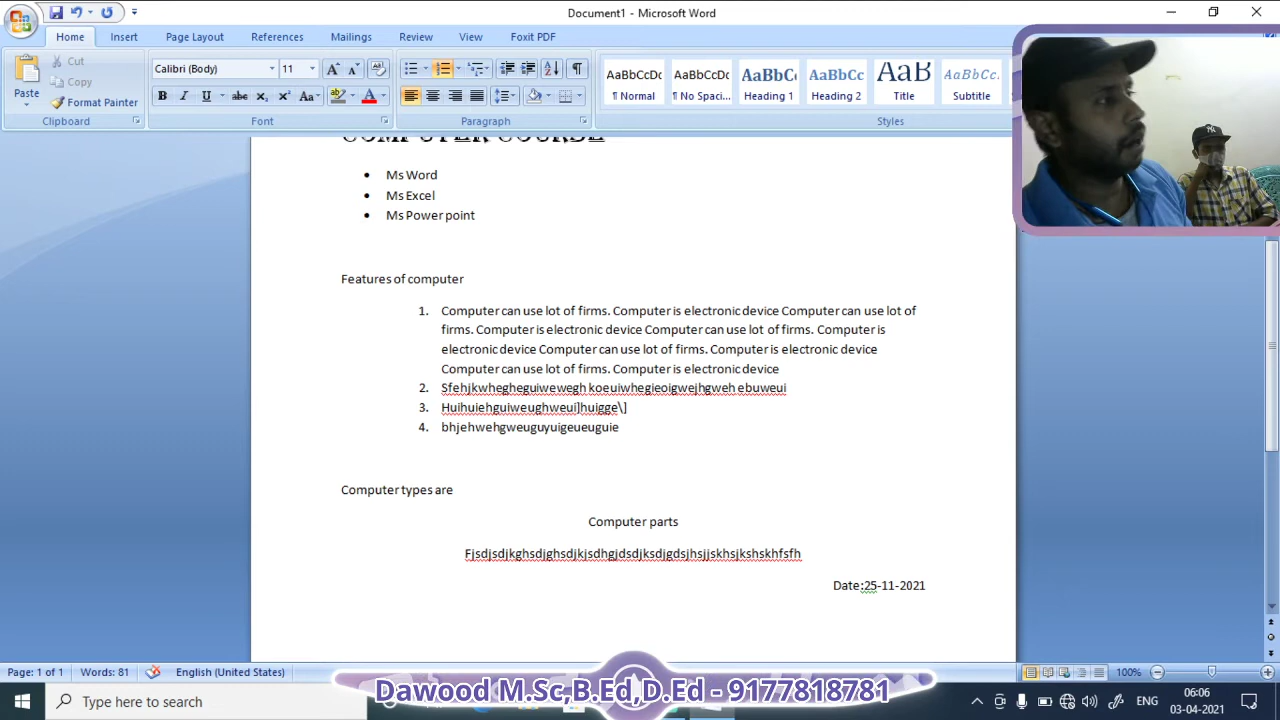 Document1 - Microsoft Word
Home Insert Page Layout References Mailings Review View Foxit PDF
Cut
Copy
Format Painter
Paste
Clipboard
Calibri (Body) 11
Font
Paragraph
AaBbCcDc AaBbCcDc AaBbC AaBbCc AaB AaBbCc.
¶ Normal ¶ No Spaci... Heading 1 Heading 2 Title Subtitle
Styles
COMPUTER COURSE
• Ms Word
• Ms Excel
• Ms Power point
Features of computer
1. Computer can use lot of firms. Computer is electronic device Computer can use lot of
firms. Computer is electronic device Computer can use lot of firms. Computer is
electronic device Computer can use lot of firms. Computer is electronic device
Computer can use lot of firms. Computer is electronic device
2. Sfehjkwhegheguiwewegh koeuiwhegieoigwejhgweh ebuweui
3. Huihuiehguiweughweui]huigge\]
4. bhjehwehgweuguyuigeueuguie
Computer types are
Computer parts
Fjsdjsdjkghsdjghsdjkjsdhgjdsdjksdjgdsjhsjjskhsjkshskhfsfh
Date:25-11-2021
Page: 1 of 1 Words: 81 English (United States) 100%
Dawood M.Sc,B.Ed,D.Ed - 9177818781
Type here to search
ENG
06:06
03-04-2021